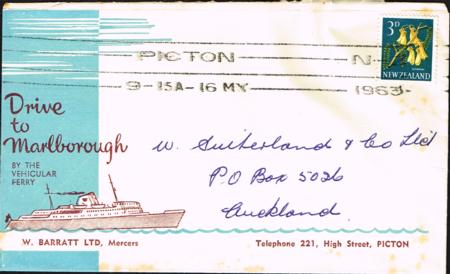 PICTON N
9-15A-16 MY 1963
3D
NEW ZEALAND
Drive
to
Marlborough
BY THE
VEHICULAR
FERRY
W. Sutherland & Co Ltd
P.O Box 5026
Auckland.
W. BARRATT LTD, Mercers
Telephone 221, High Street, PICTON